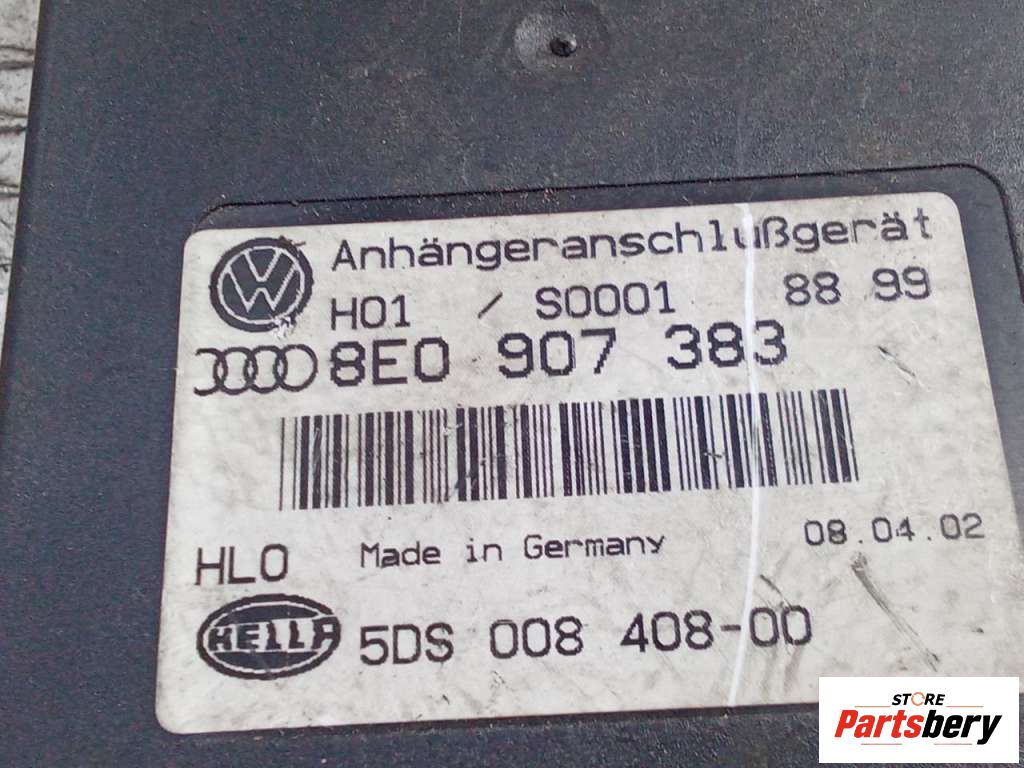 Anhängeranschlußgerät
H01 / S0001 88 99
8E0 907 383
HLO Made in Germany 08.04.02
HELLA 5DS 008 408-00
STORE
Partsbery